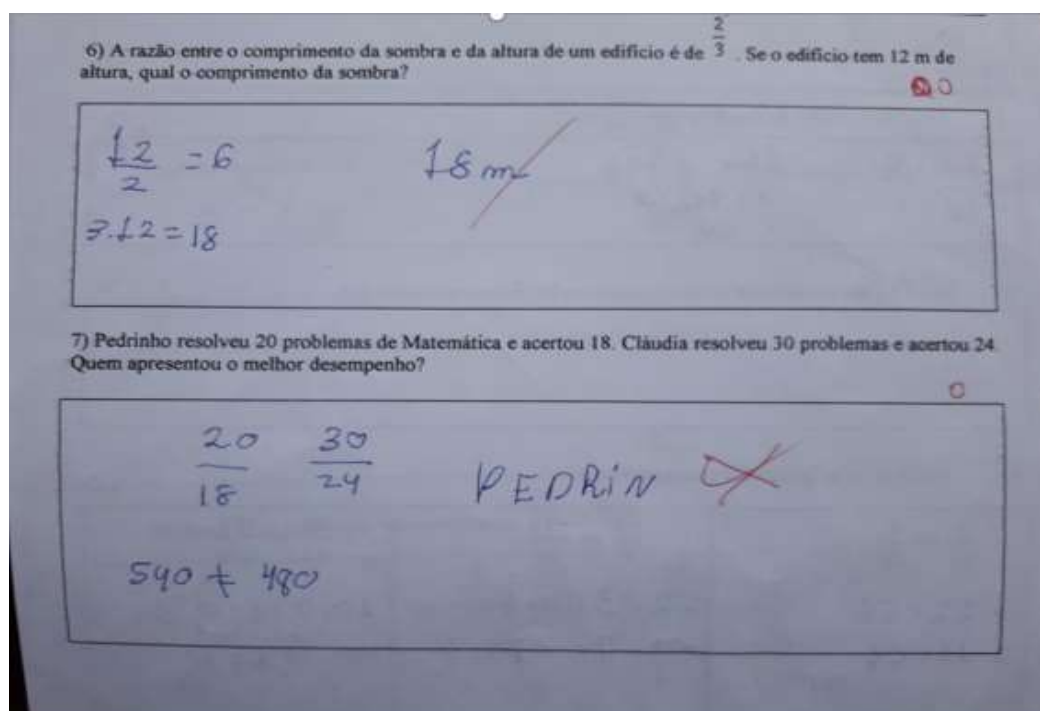 6) A razão entre o comprimento da sombra e da altura de um edifício é de 2/3 . Se o edifício tem 12 m de
altura, qual o comprimento da sombra?
0
12/2 = 6
18 m
3.12 = 18
7) Pedrinho resolveu 20 problemas de Matemática e acertou 18. Cláudia resolveu 30 problemas e acertou 24.
Quem apresentou o melhor desempenho?
0
20/18 30/24
PEDRiN
540 ≠ 480